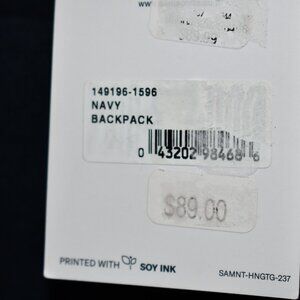 149196-1596
NAVY
BACKPACK
0 43202 98468 6
$89.00
PRINTED WITH SOY INK
SAMNT-HNGTG-237